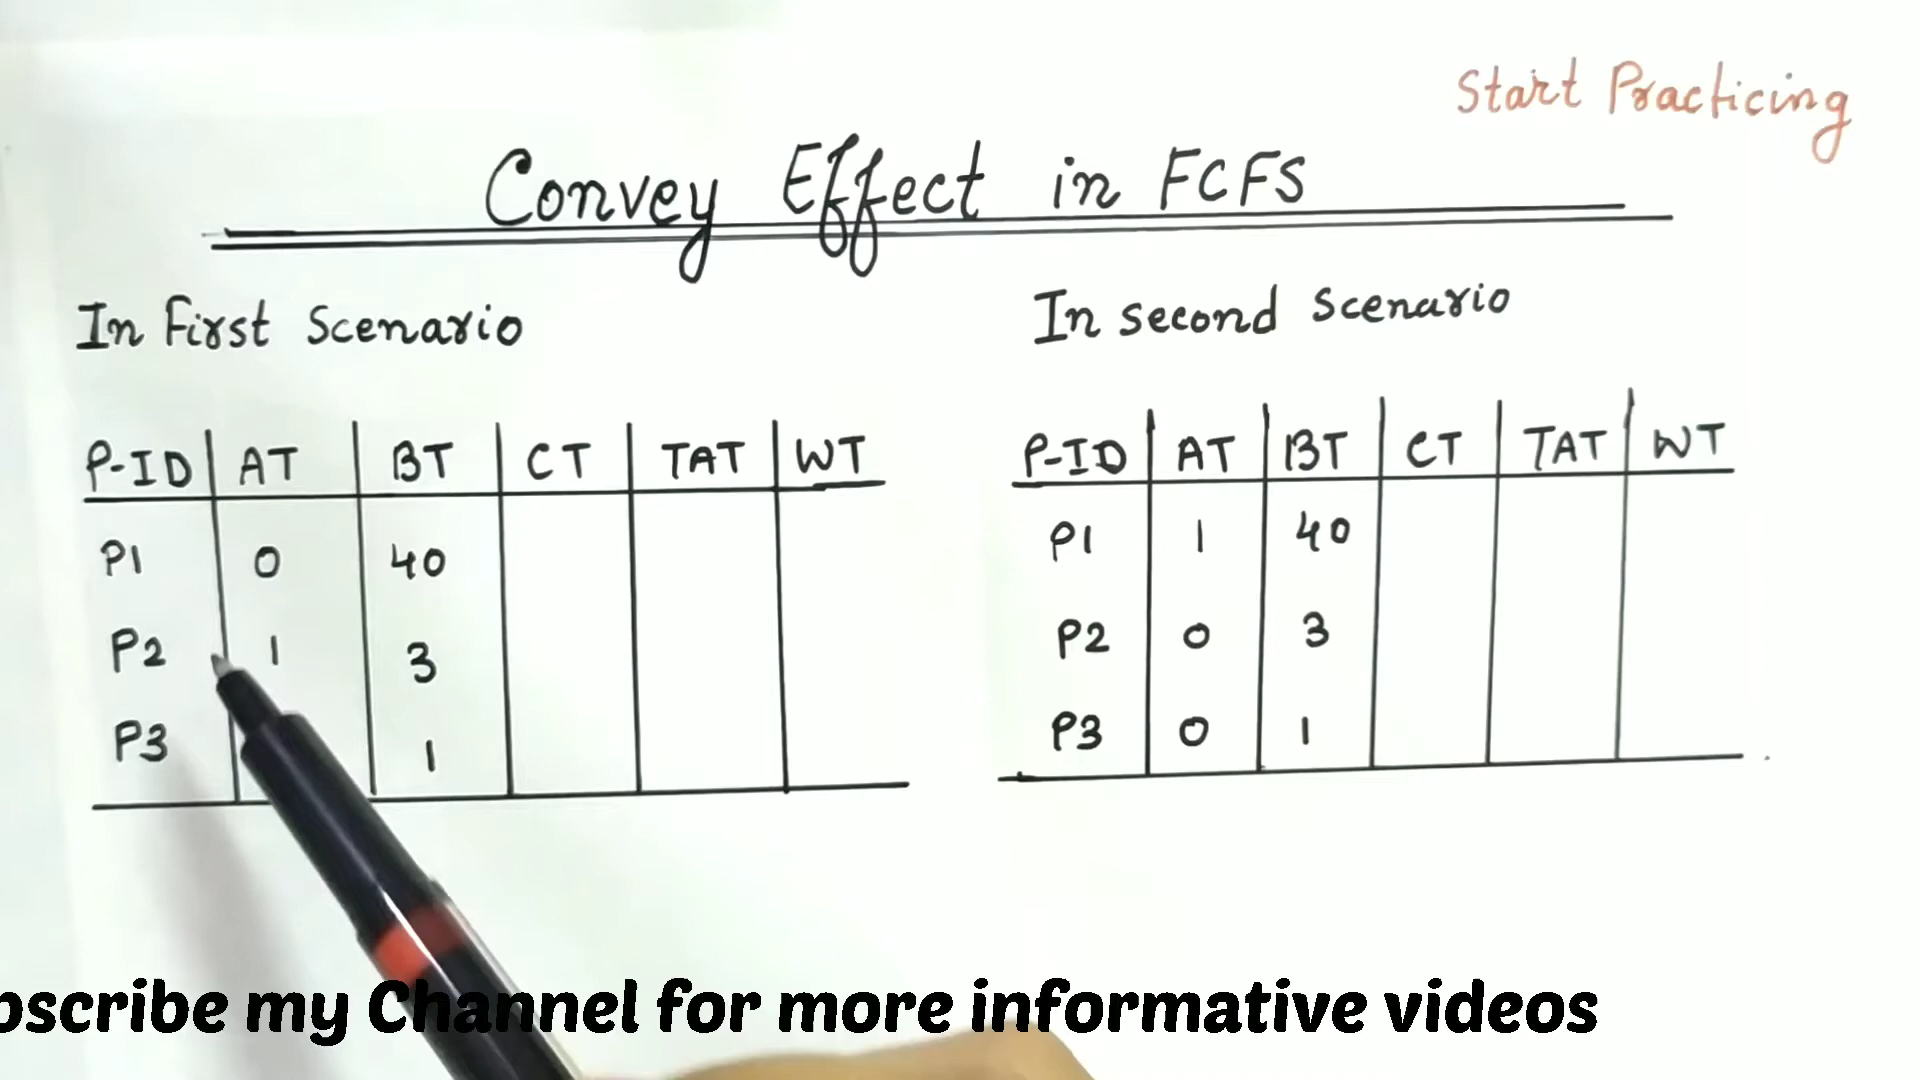 Start Practicing
Convey Effect in FCFS
In First Scenario
P-ID AT BT CT TAT WT
P1 0 40
P2 1 3
P3 1
In second Scenario
P-ID AT BT CT TAT WT
P1 1 40
P2 0 3
P3 0 1
my Channel for more informative videos